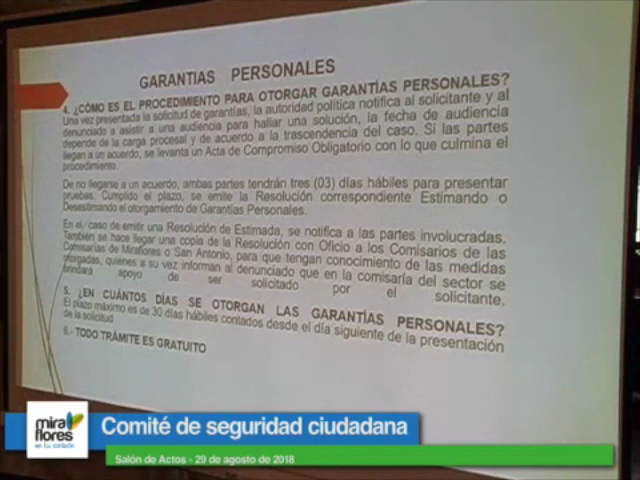 GARANTIAS PERSONALES
4. ¿CÓMO ES EL PROCEDIMIENTO PARA OTORGAR GARANTÍAS PERSONALES?
Una vez presentada la solicitud de garantías, la autoridad política notifica al solicitante y al
denunciado a asistir a una audiencia para hallar una solución, la fecha de audiencia
depende de la carga procesal y de acuerdo a la trascendencia del caso. Si las partes
llegan a un acuerdo, se levanta un Acta de Compromiso Obligatorio con lo que culmina el
procedimiento.
De no llegarse a un acuerdo, ambas partes tendrán tres (03) días hábiles para presentar
pruebas. Cumplido el plazo, se emite la Resolución correspondiente Estimando o
Desestimando el otorgamiento de Garantías Personales.
En el caso de emitir una Resolución de Estimada, se notifica a las partes involucradas.
También se hace llegar una copia de la Resolución con Oficio a los Comisarios de las
Comisarías de Miraflores o San Antonio, para que tengan conocimiento de las medidas
otorgadas, quienes a su vez informan al denunciado que en la comisaría del sector se
brindará apoyo de ser solicitado por el solicitante.
5. ¿EN CUÁNTOS DÍAS SE OTORGAN LAS GARANTÍAS PERSONALES?
El plazo máximo es de 30 días hábiles contados desde el día siguiente de la presentación
de la solicitud.
6.- TODO TRÁMITE ES GRATUITO
mira
flores
en tu corazón
Comité de seguridad ciudadana
Salón de Actos - 29 de agosto de 2018